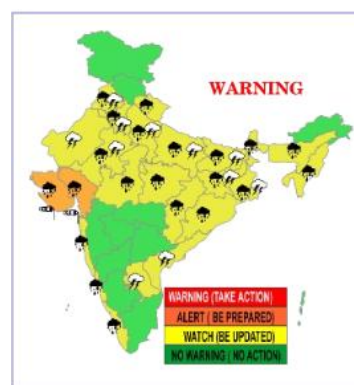 WARNING
WARNING (TAKE ACTION)
ALERT ( BE PREPARED)
WATCH (BE UPDATED)
NO WARNING ( NO ACTION)